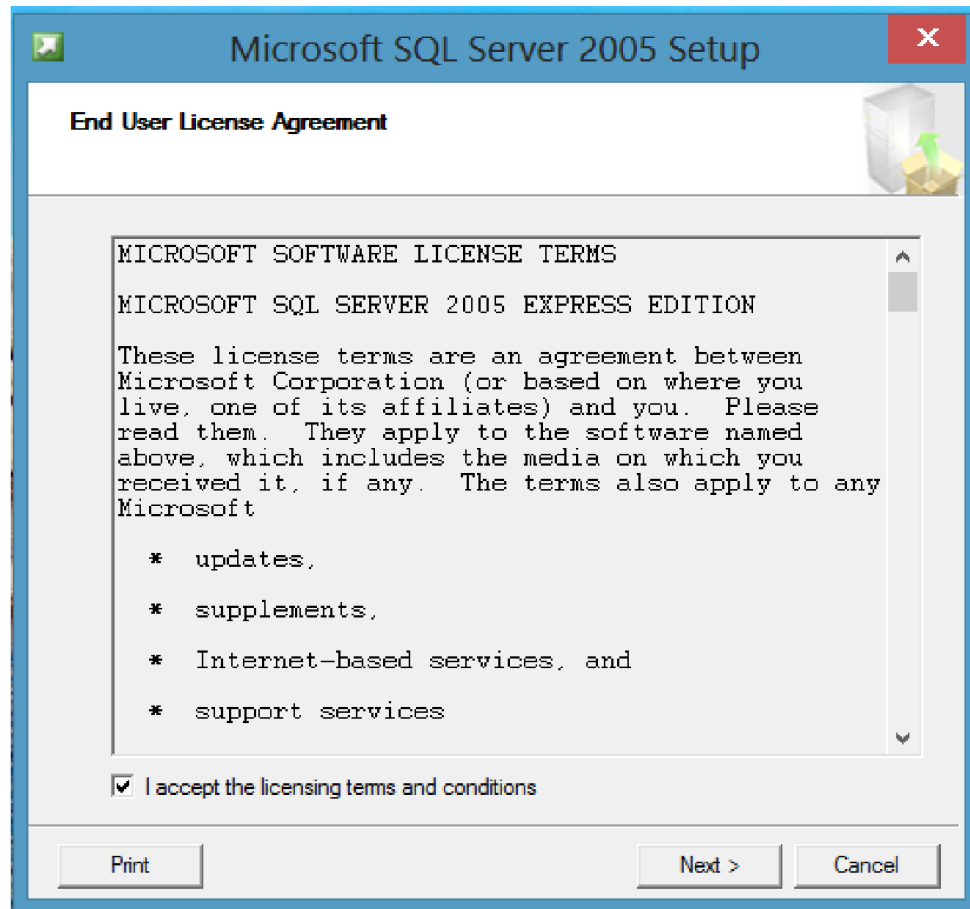 Microsoft SQL Server 2005 Setup
End User License Agreement
MICROSOFT SOFTWARE LICENSE TERMS
MICROSOFT SQL SERVER 2005 EXPRESS EDITION
These license terms are an agreement between
Microsoft Corporation (or based on where you
live, one of its affiliates) and you.  Please
read them.  They apply to the software named
above, which includes the media on which you
received it, if any.  The terms also apply to any
Microsoft
* updates,
* supplements,
* Internet-based services, and
* support services
I accept the licensing terms and conditions
Print Next > Cancel